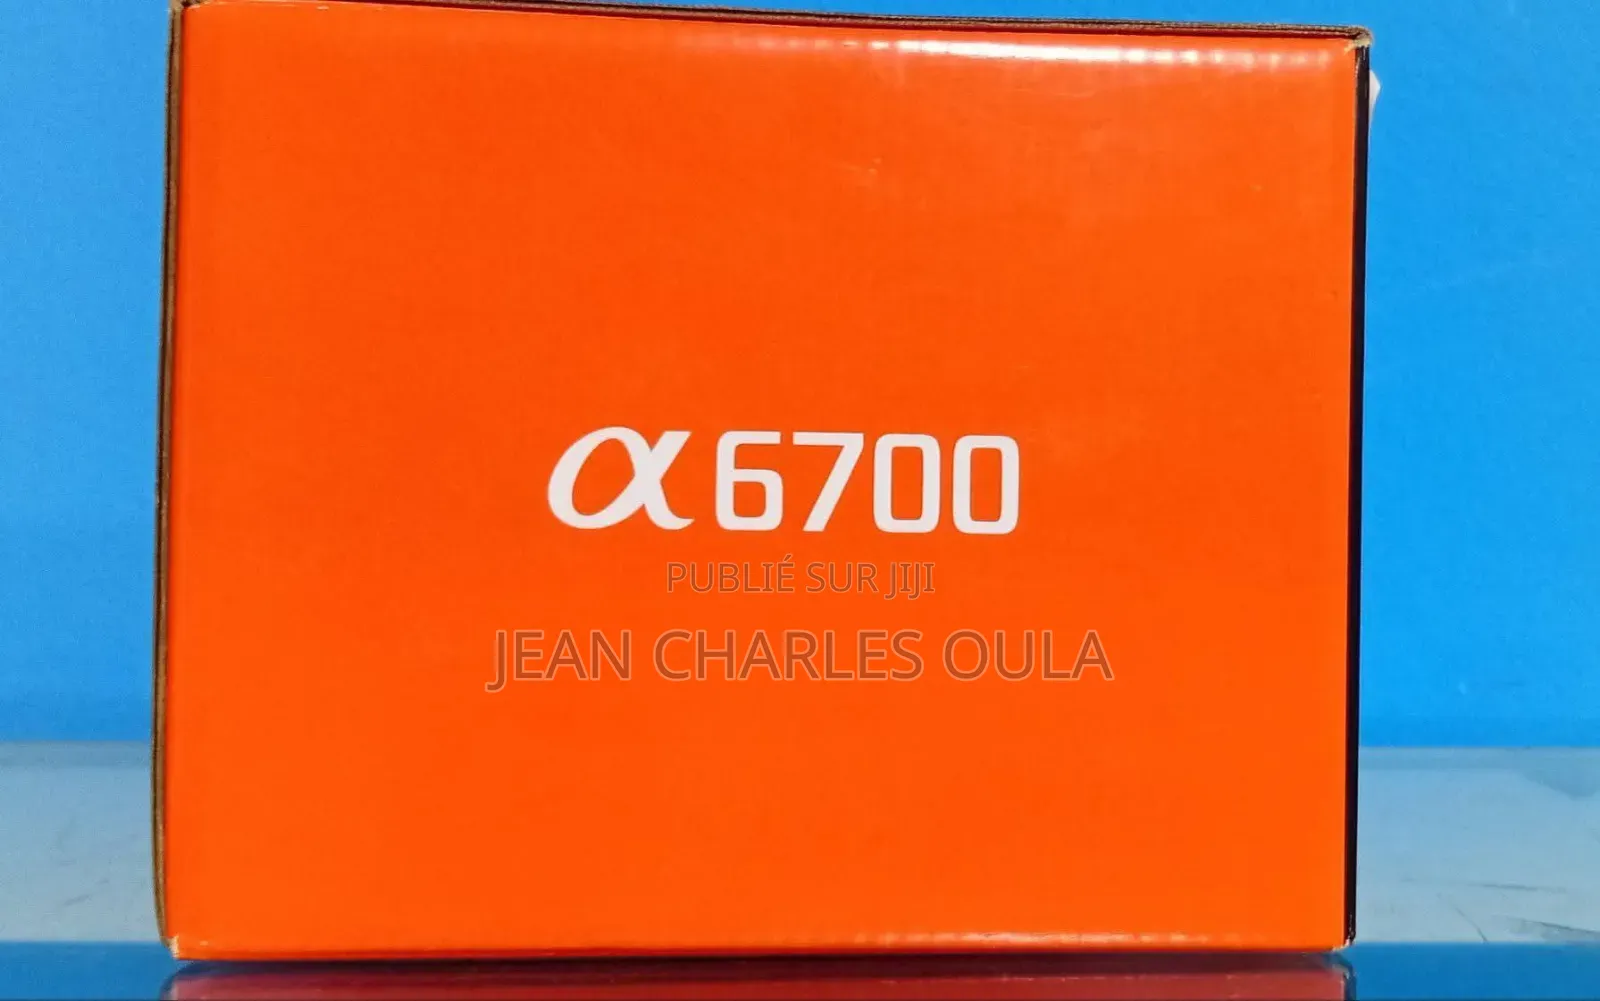 α6700
PUBLIÉ SUR JIJI
JEAN CHARLES OULA